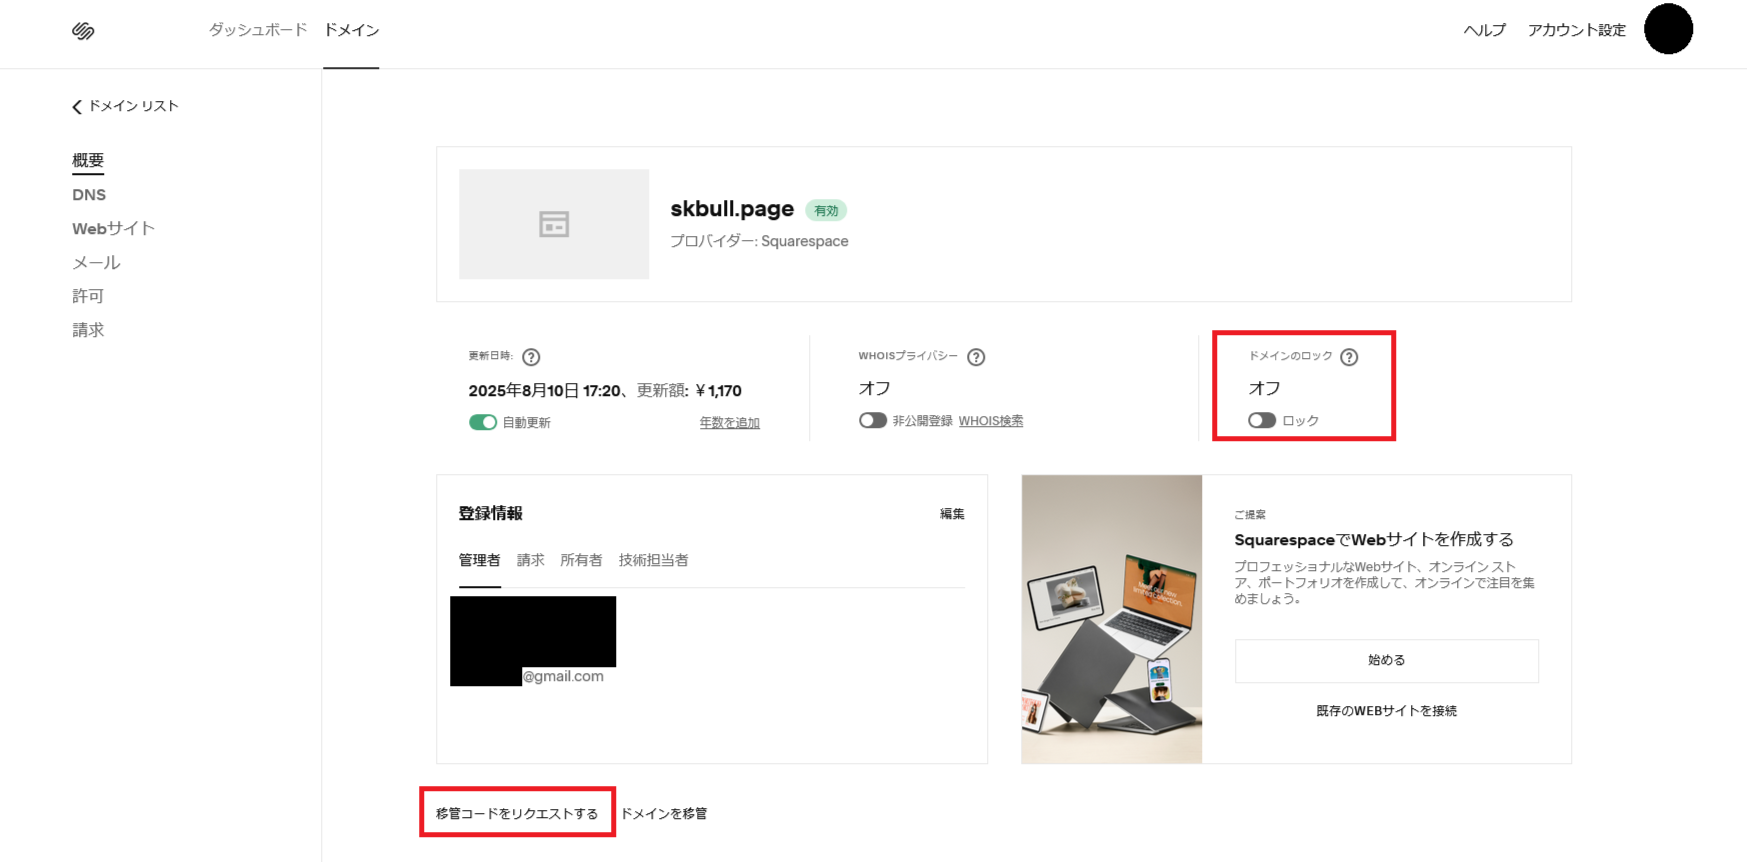 ダッシュボード ドメイン ヘルプ アカウント設定
ドメイン リスト
概要
DNS
Webサイト
メール
許可
請求
skbull.page 有効
プロバイダー: Squarespace
更新日時: ?
2025年8月10日 17:20、更新額: ¥1,170
自動更新 年数を追加
WHOISプライバシー ?
オフ
非公開登録 WHOIS検索
ドメインのロック ?
オフ
ロック
登録情報 編集
管理者 請求 所有者 技術担当者
@gmail.com
ご提案
SquarespaceでWebサイトを作成する
プロフェッショナルなWebサイト、オンライン スト
ア、ポートフォリオを作成して、オンラインで注目を集
めましょう。
始める
既存のWEBサイトを接続
移管コードをリクエストする ドメインを移管